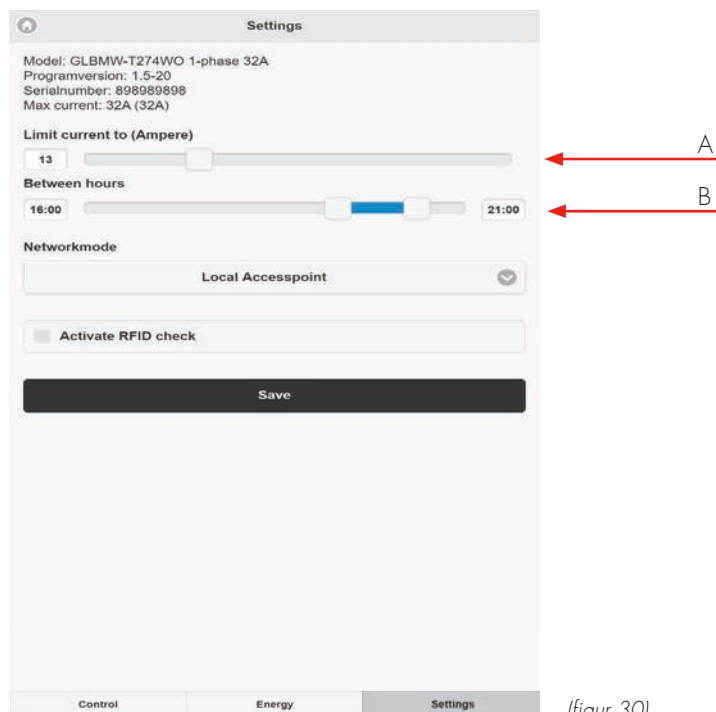 Settings
Model: GLBMW-T274WO 1-phase 32A
Programversion: 1.5-20
Serialnumber: 898989898
Max current: 32A (32A)
Limit current to (Ampere)
A
13
Between hours
B
16:00 21:00
Networkmode
Local Accesspoint
Activate RFID check
Save
Control Energy Settings
(figur 30)